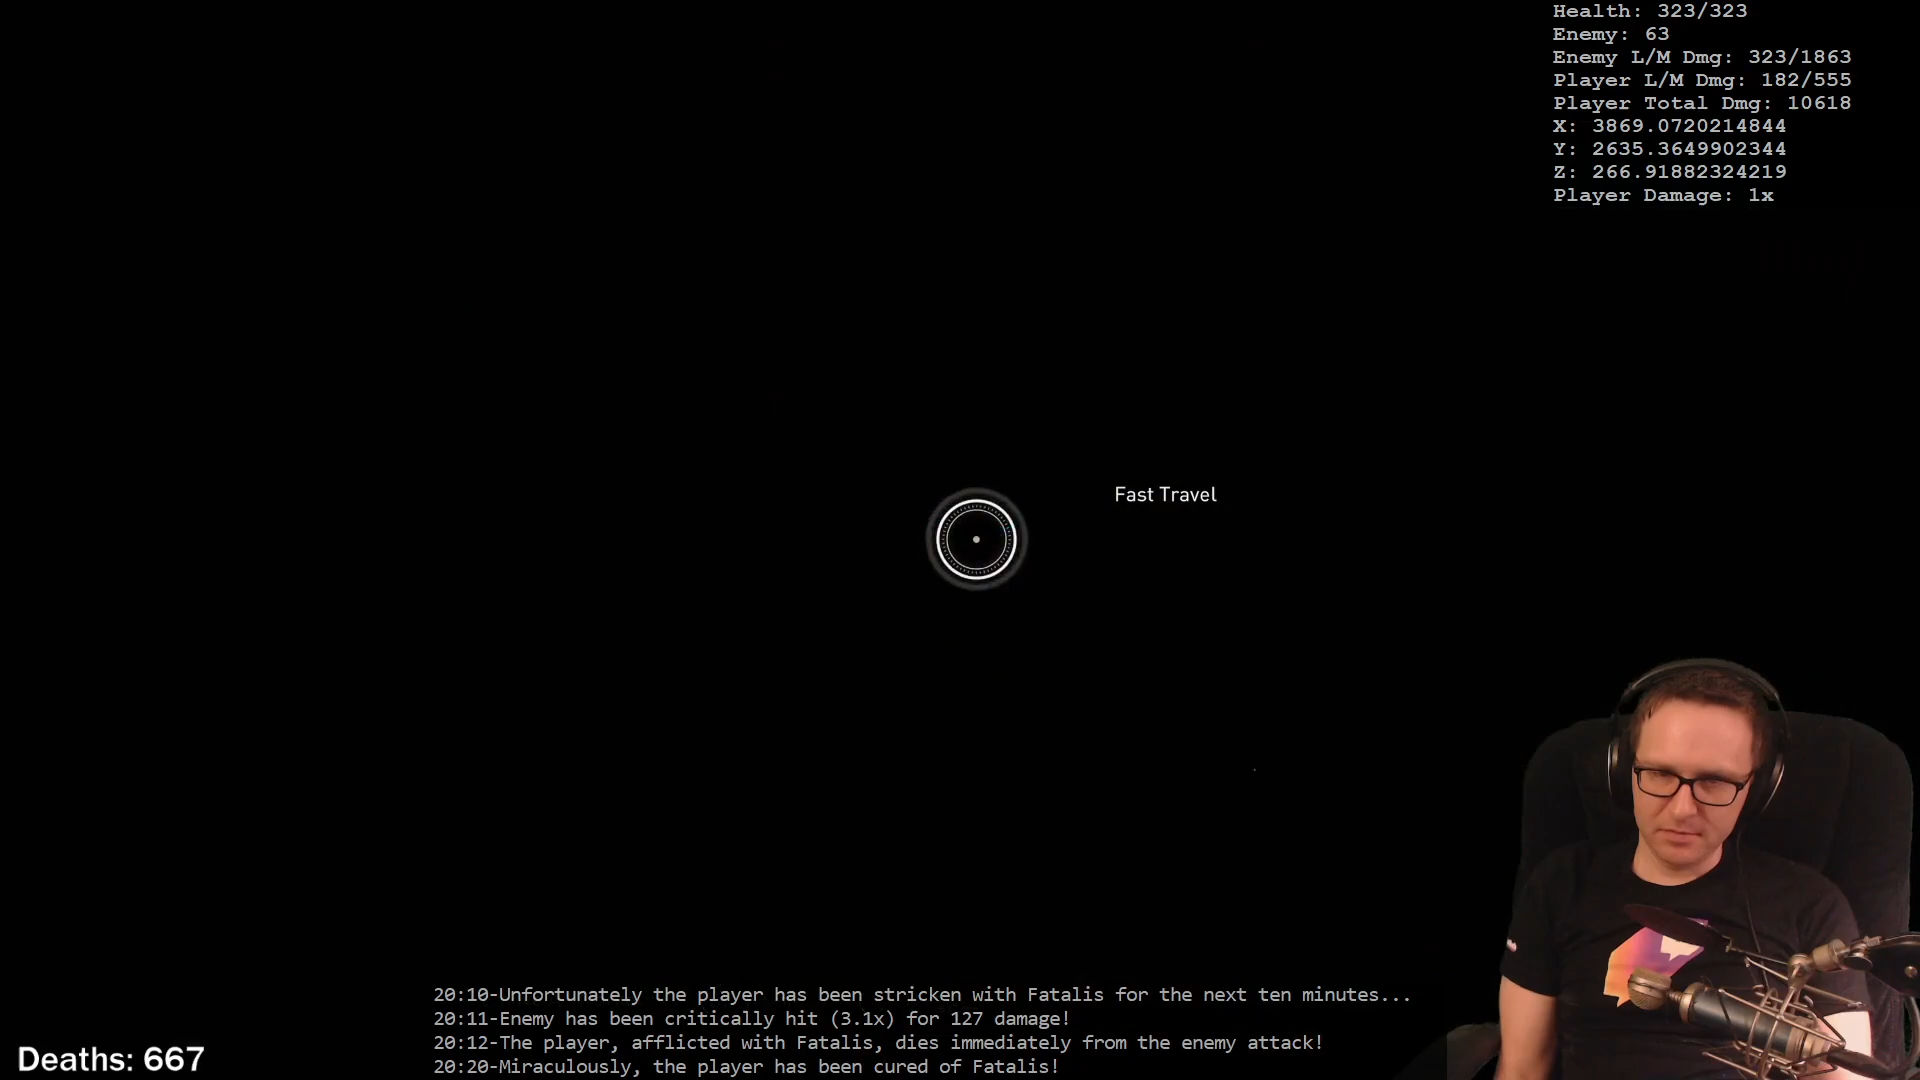 Health: 323/323
Enemy: 63
Enemy L/M Dmg: 323/1863
Player L/M Dmg: 182/555
Player Total Dmg: 10618
X: 3869.0720214844
Y: 2635.3649902344
Z: 266.91882324219
Player Damage: 1x
Fast Travel
20:10-Unfortunately the player has been stricken with Fatalis for the next ten minutes...
20:11-Enemy has been critically hit (3.1x) for 127 damage!
20:12-The player, afflicted with Fatalis, dies immediately from the enemy attack!
20:20-Miraculously, the player has been cured of Fatalis!
Deaths: 667